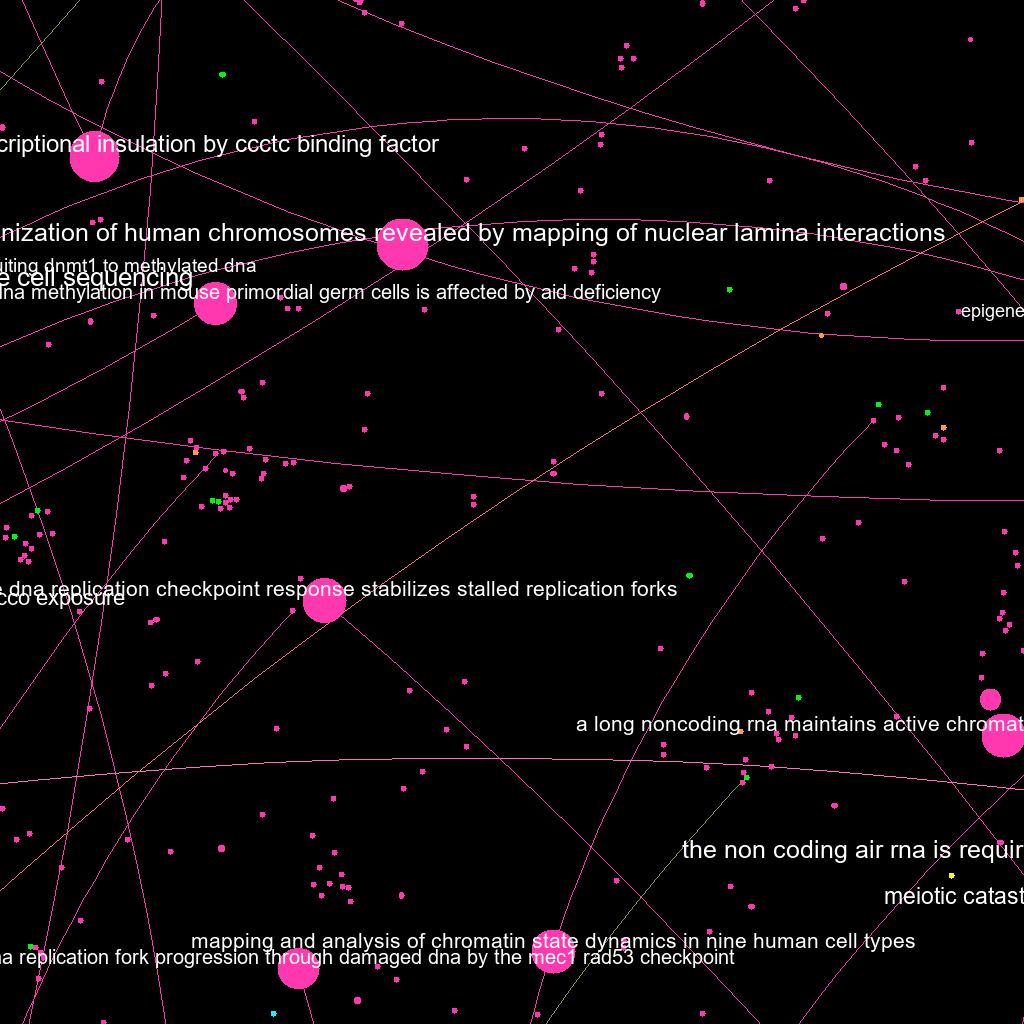 criptional insulation by ccctc binding factor
nization of human chromosomes revealed by mapping of nuclear lamina interactions
uiting dnmt1 to methylated dna
e cell sequencing
dna methylation in mouse primordial germ cells is affected by aid deficiency
epigene
e dna replication checkpoint response stabilizes stalled replication forks
cco exposure
a long noncoding rna maintains active chromat
the non coding air rna is requir
meiotic catast
mapping and analysis of chromatin state dynamics in nine human cell types
na replication fork progression through damaged dna by the mec1 rad53 checkpoint